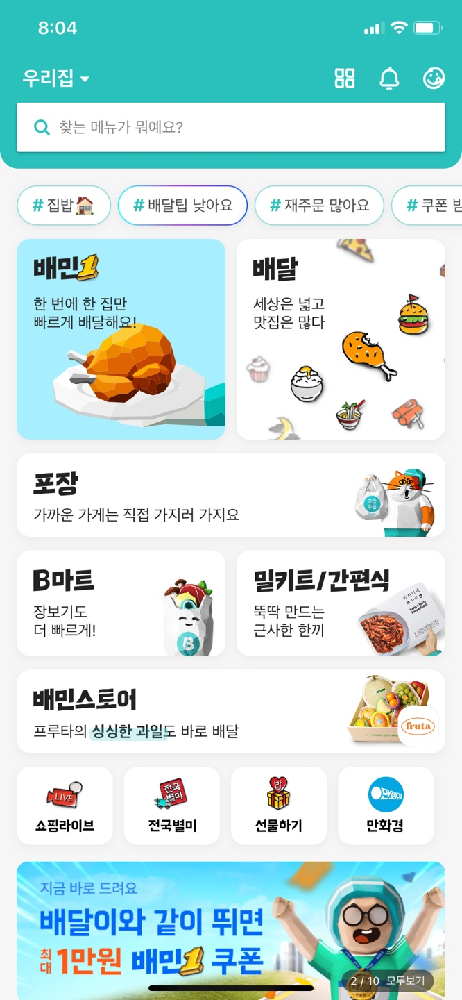 8:04
우리집
찾는 메뉴가 뭐예요?
# 집밥
# 배달팁 낮아요
# 재주문 많아요
# 쿠폰
배민1
한 번에 한 집만
빠르게 배달해요!
배달
세상은 넓고
맛집은 많다
포장
가까운 가게는 직접 가지러 가지요
포장
주문
B마트
장보기도
더 빠르게!
B
밀키트/간편식
뚝딱 만드는
근사한 한끼
배민스토어
프루타의 싱싱한 과일도 바로 배달
fruta
LIVE
쇼핑라이브
전국
별미
전국별미
밥
선물하기
만화경
만화경
지금 바로 드려요
배달이와 같이 뛰면
최대 1만원 배민1 쿠폰
2 / 10 모두보기